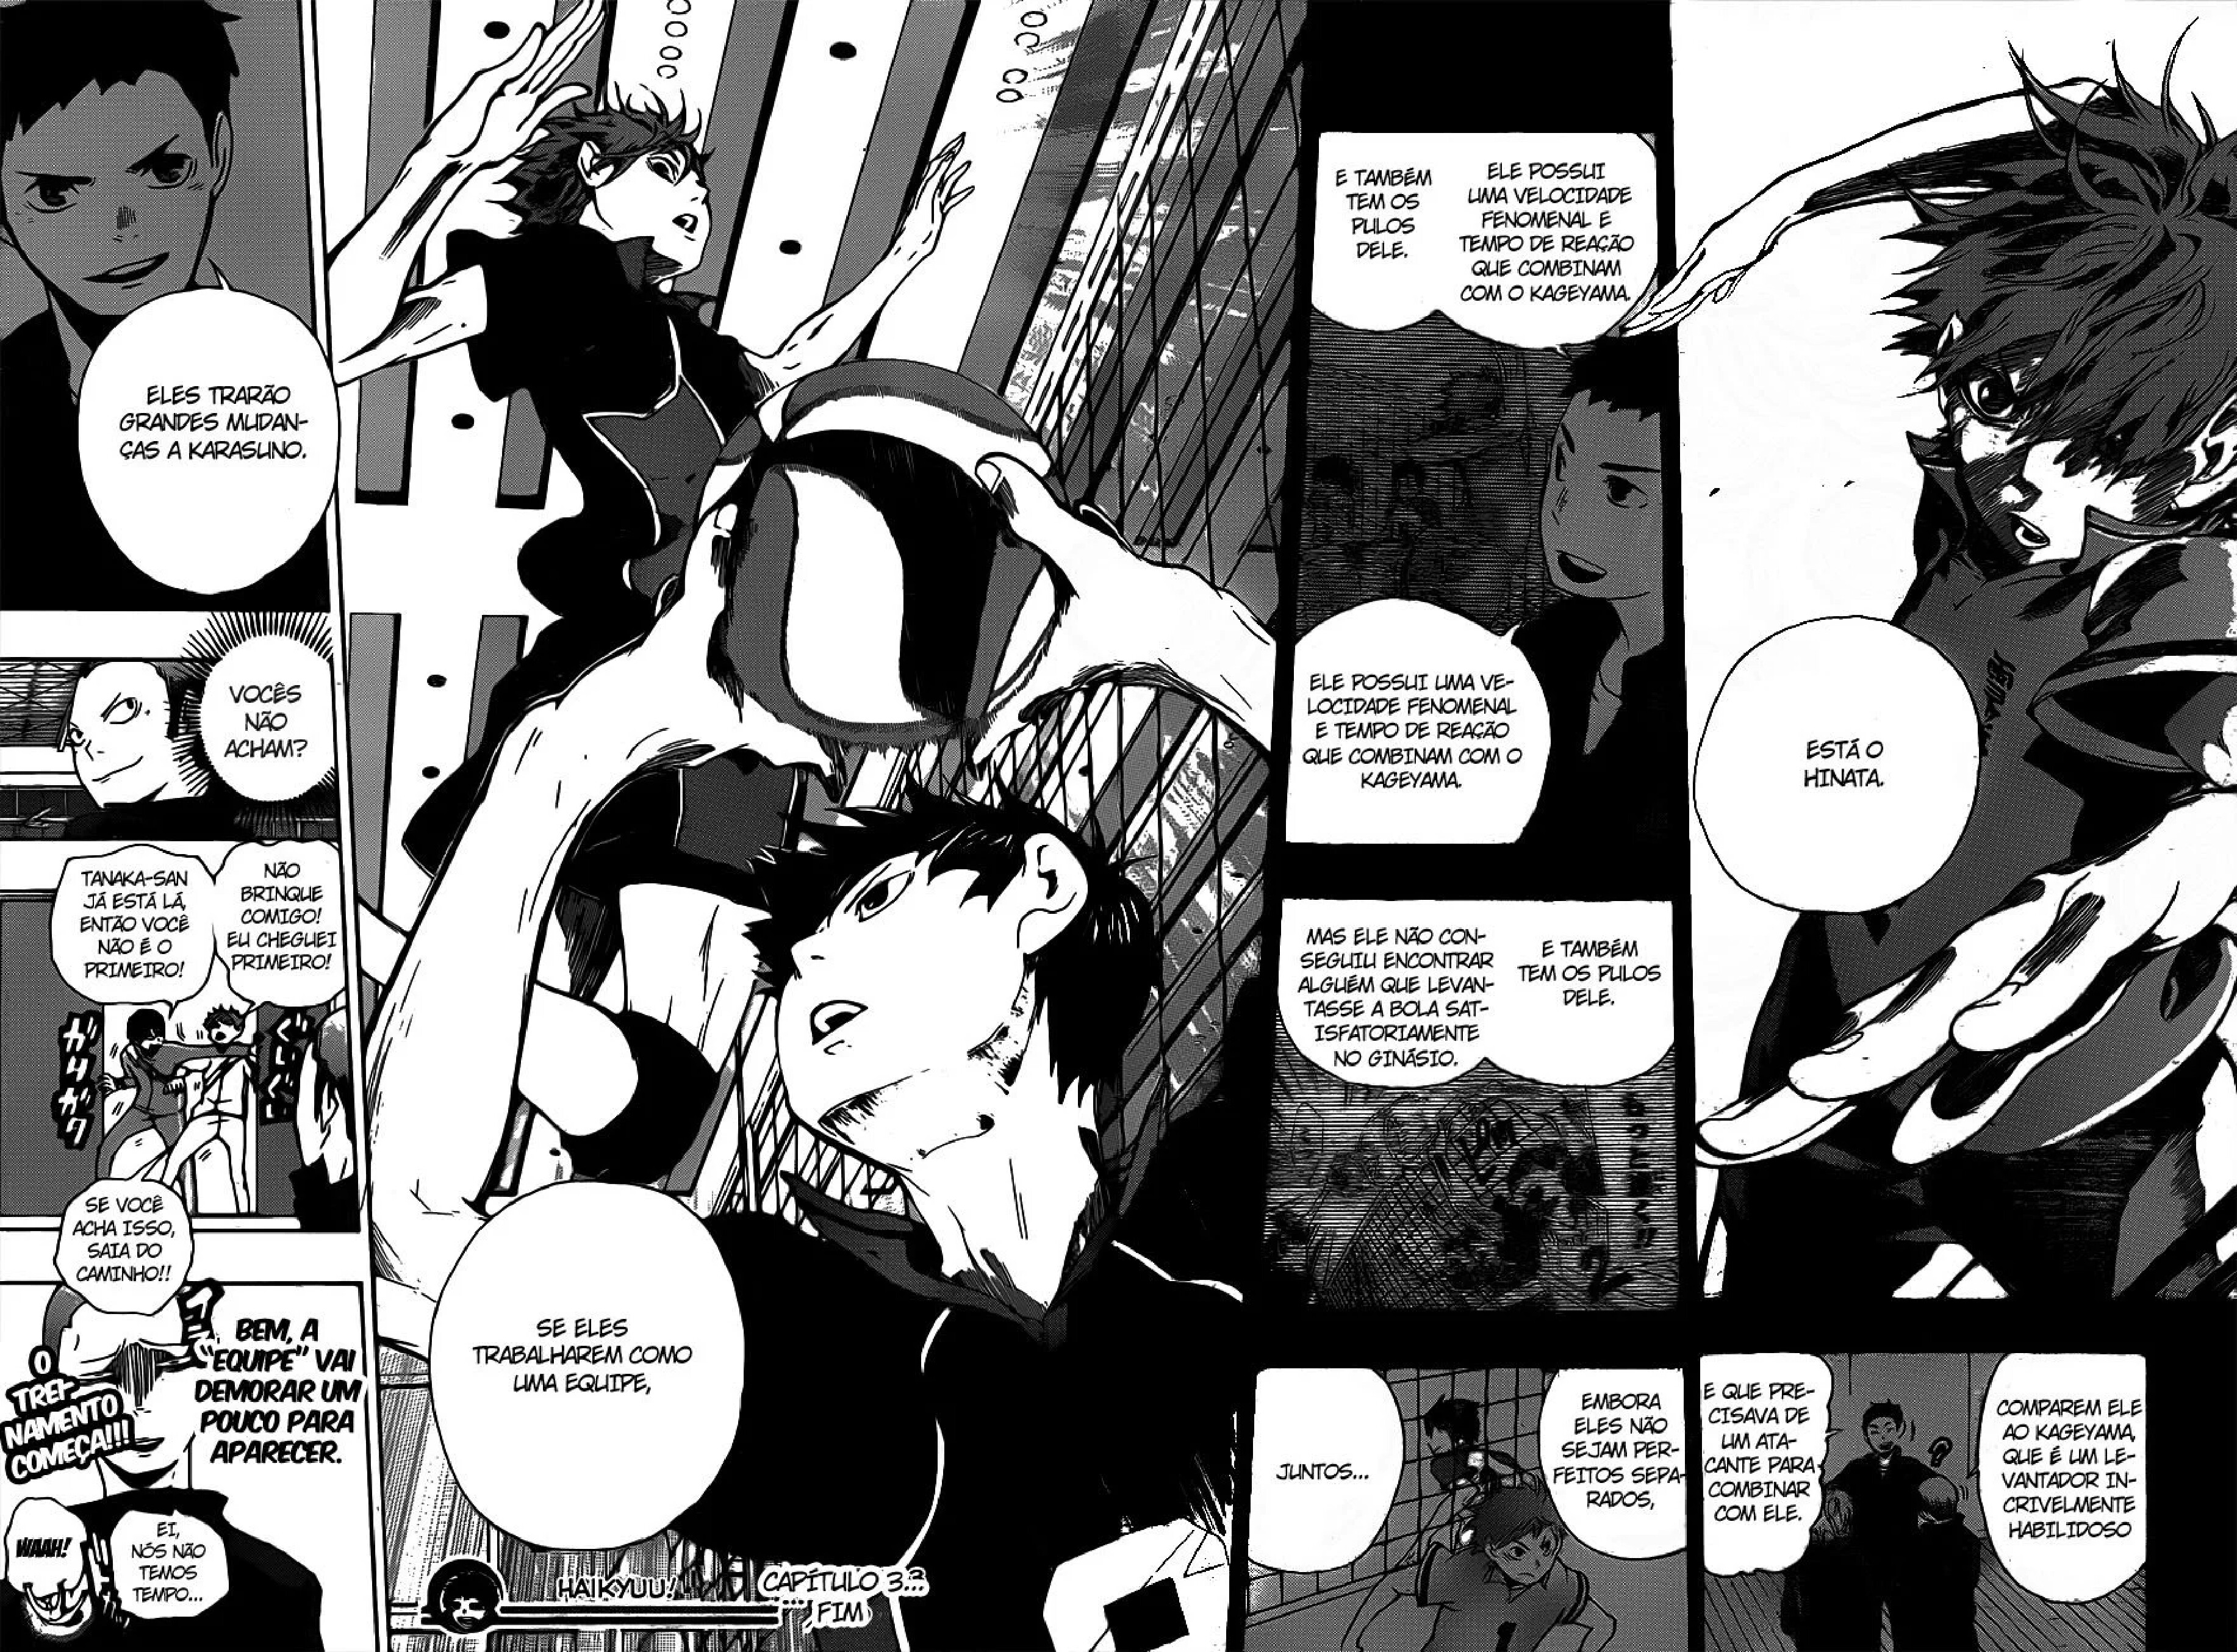 ESTÁ O
HINATA.
ELE POSSUI
UMA VELOCIDADE
FENOMENAL E
TEMPO DE REAÇÃO
QUE COMBINAM
COM O KAGEYAMA.
E TAMBÉM
TEM OS
PULOS
DELE.
ELE POSSUI UMA VE-
LOCIDADE FENOMENAL
E TEMPO DE REAÇÃO
QUE COMBINAM COM O
KAGEYAMA.
E TAMBÉM
TEM OS PULOS
DELE.
MAS ELE NÃO CON-
SEGUIU ENCONTRAR
ALGUÉM QUE LEVAN-
TASSE A BOLA SAT-
ISFATORIAMENTE
NO GINÁSIO.
COMPAREM ELE
AO KAGEYAMA,
QUE É UM LE-
VANTADOR IN-
CRIVELMENTE
HABILIDOSO
E QUE PRE-
CISAVA DE
UM ATA-
CANTE PARA
COMBINAR
COM ELE.
EMBORA
ELES NÃO
SEJAM PER-
FEITOS SEPA-
RADOS,
JUNTOS...
SE ELES
TRABALHAREM COMO
UMA EQUIPE,
ELES TRARÃO
GRANDES MUDAN-
ÇAS A KARASUNO.
VOCÊS
NÃO
ACHAM?
NÃO
BRINQUE
COMIGO!
EU CHEGUEI
PRIMEIRO!
TANAKA-SAN
JÁ ESTÁ LÁ,
ENTÃO VOCÊ
NÃO É O
PRIMEIRO!
ガタガタ
SE VOCÊ
ACHA ISSO,
SAIA DO
CAMINHO!!
BEM, A
"EQUIPE" VAI
DEMORAR UM
POUCO PARA
APARECER.
O
TREI-
NAMENTO
COMEÇA!!!
EI,
NÓS NÃO
TEMOS
TEMPO...
WAAH!
HAIKYUU!
CAPÍTULO 3...
FIM